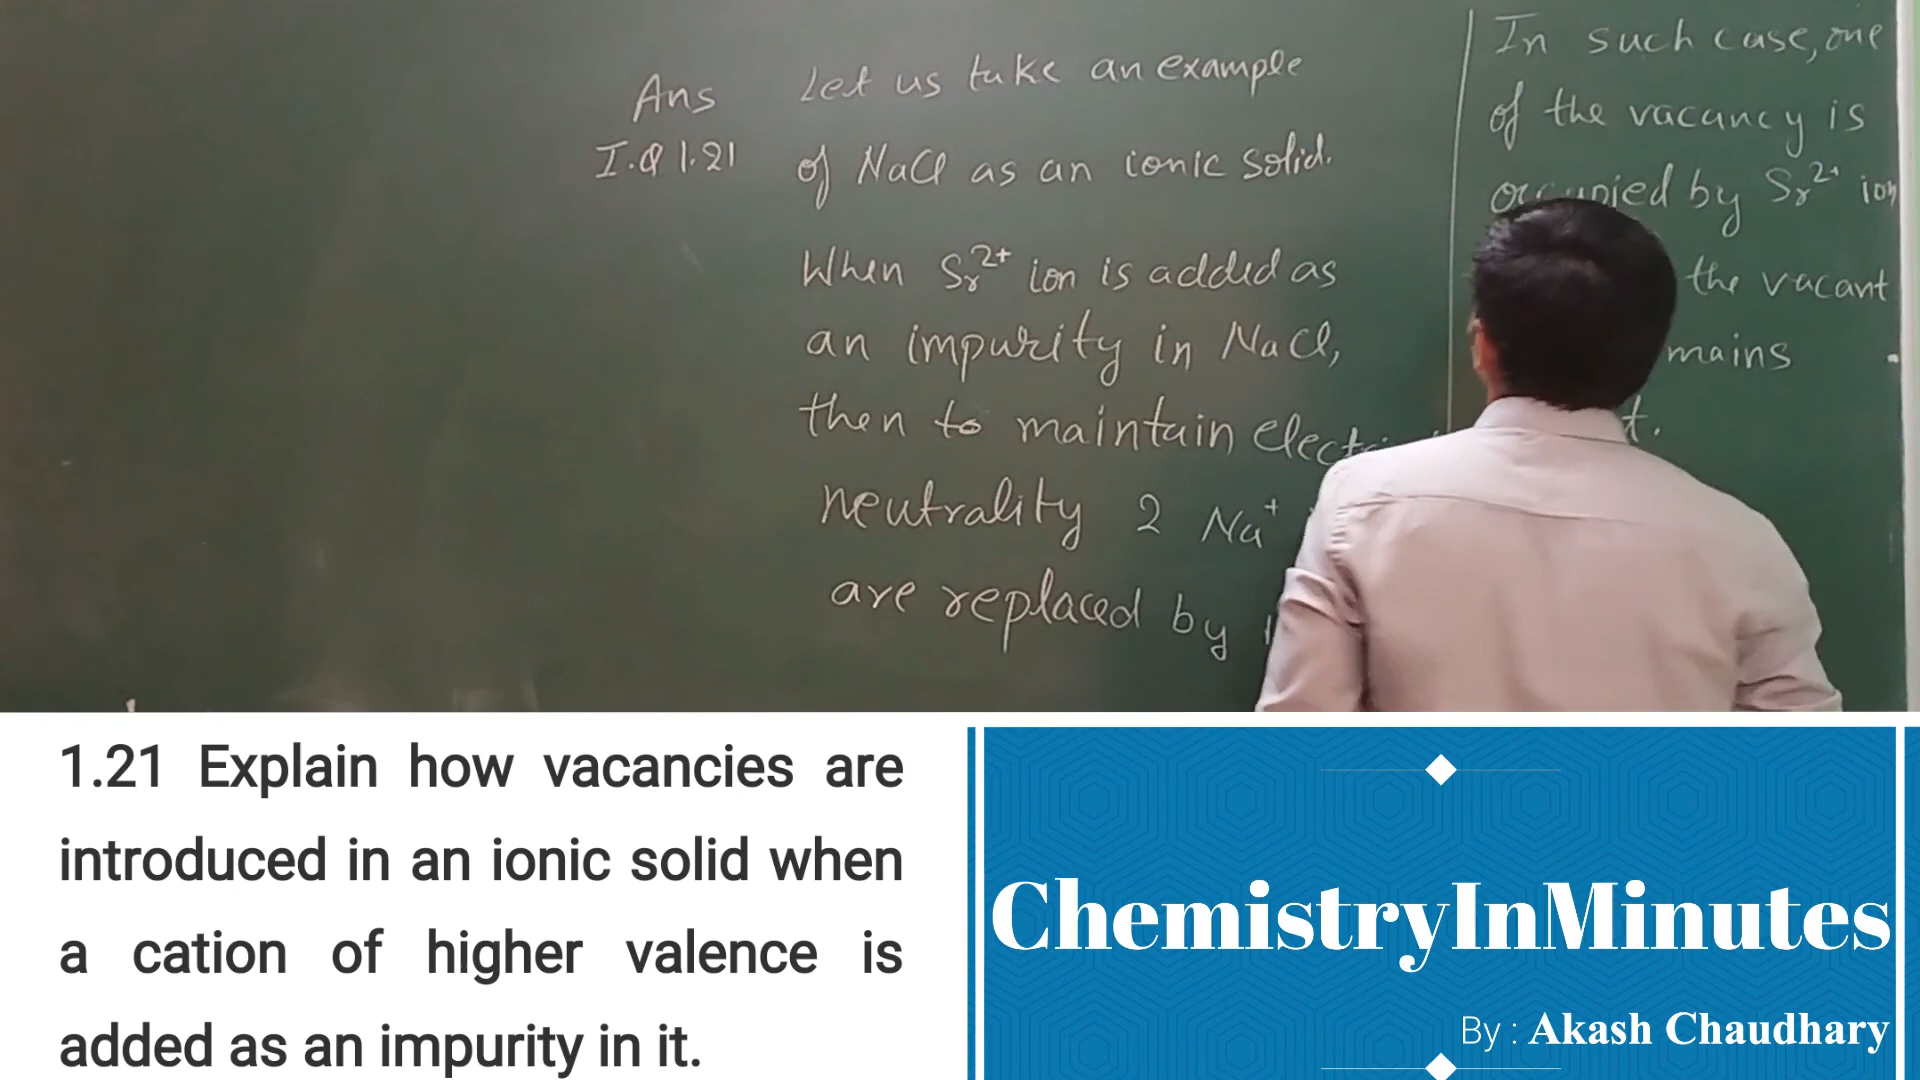 Ans
I.Q 1.21
Let us take an example
of NaCl as an ionic solid.
When Sr²⁺ ion is added as
an impurity in NaCl,
then to maintain
neutrality 2 Na⁺
are replaced by
In such case, one
of the vacancy is
occupied by Sr²⁺ ion
the vacant
mains
t.
1.21 Explain how vacancies are
introduced in an ionic solid when
a cation of higher valence is
added as an impurity in it.
ChemistryInMinutes
By : Akash Chaudhary